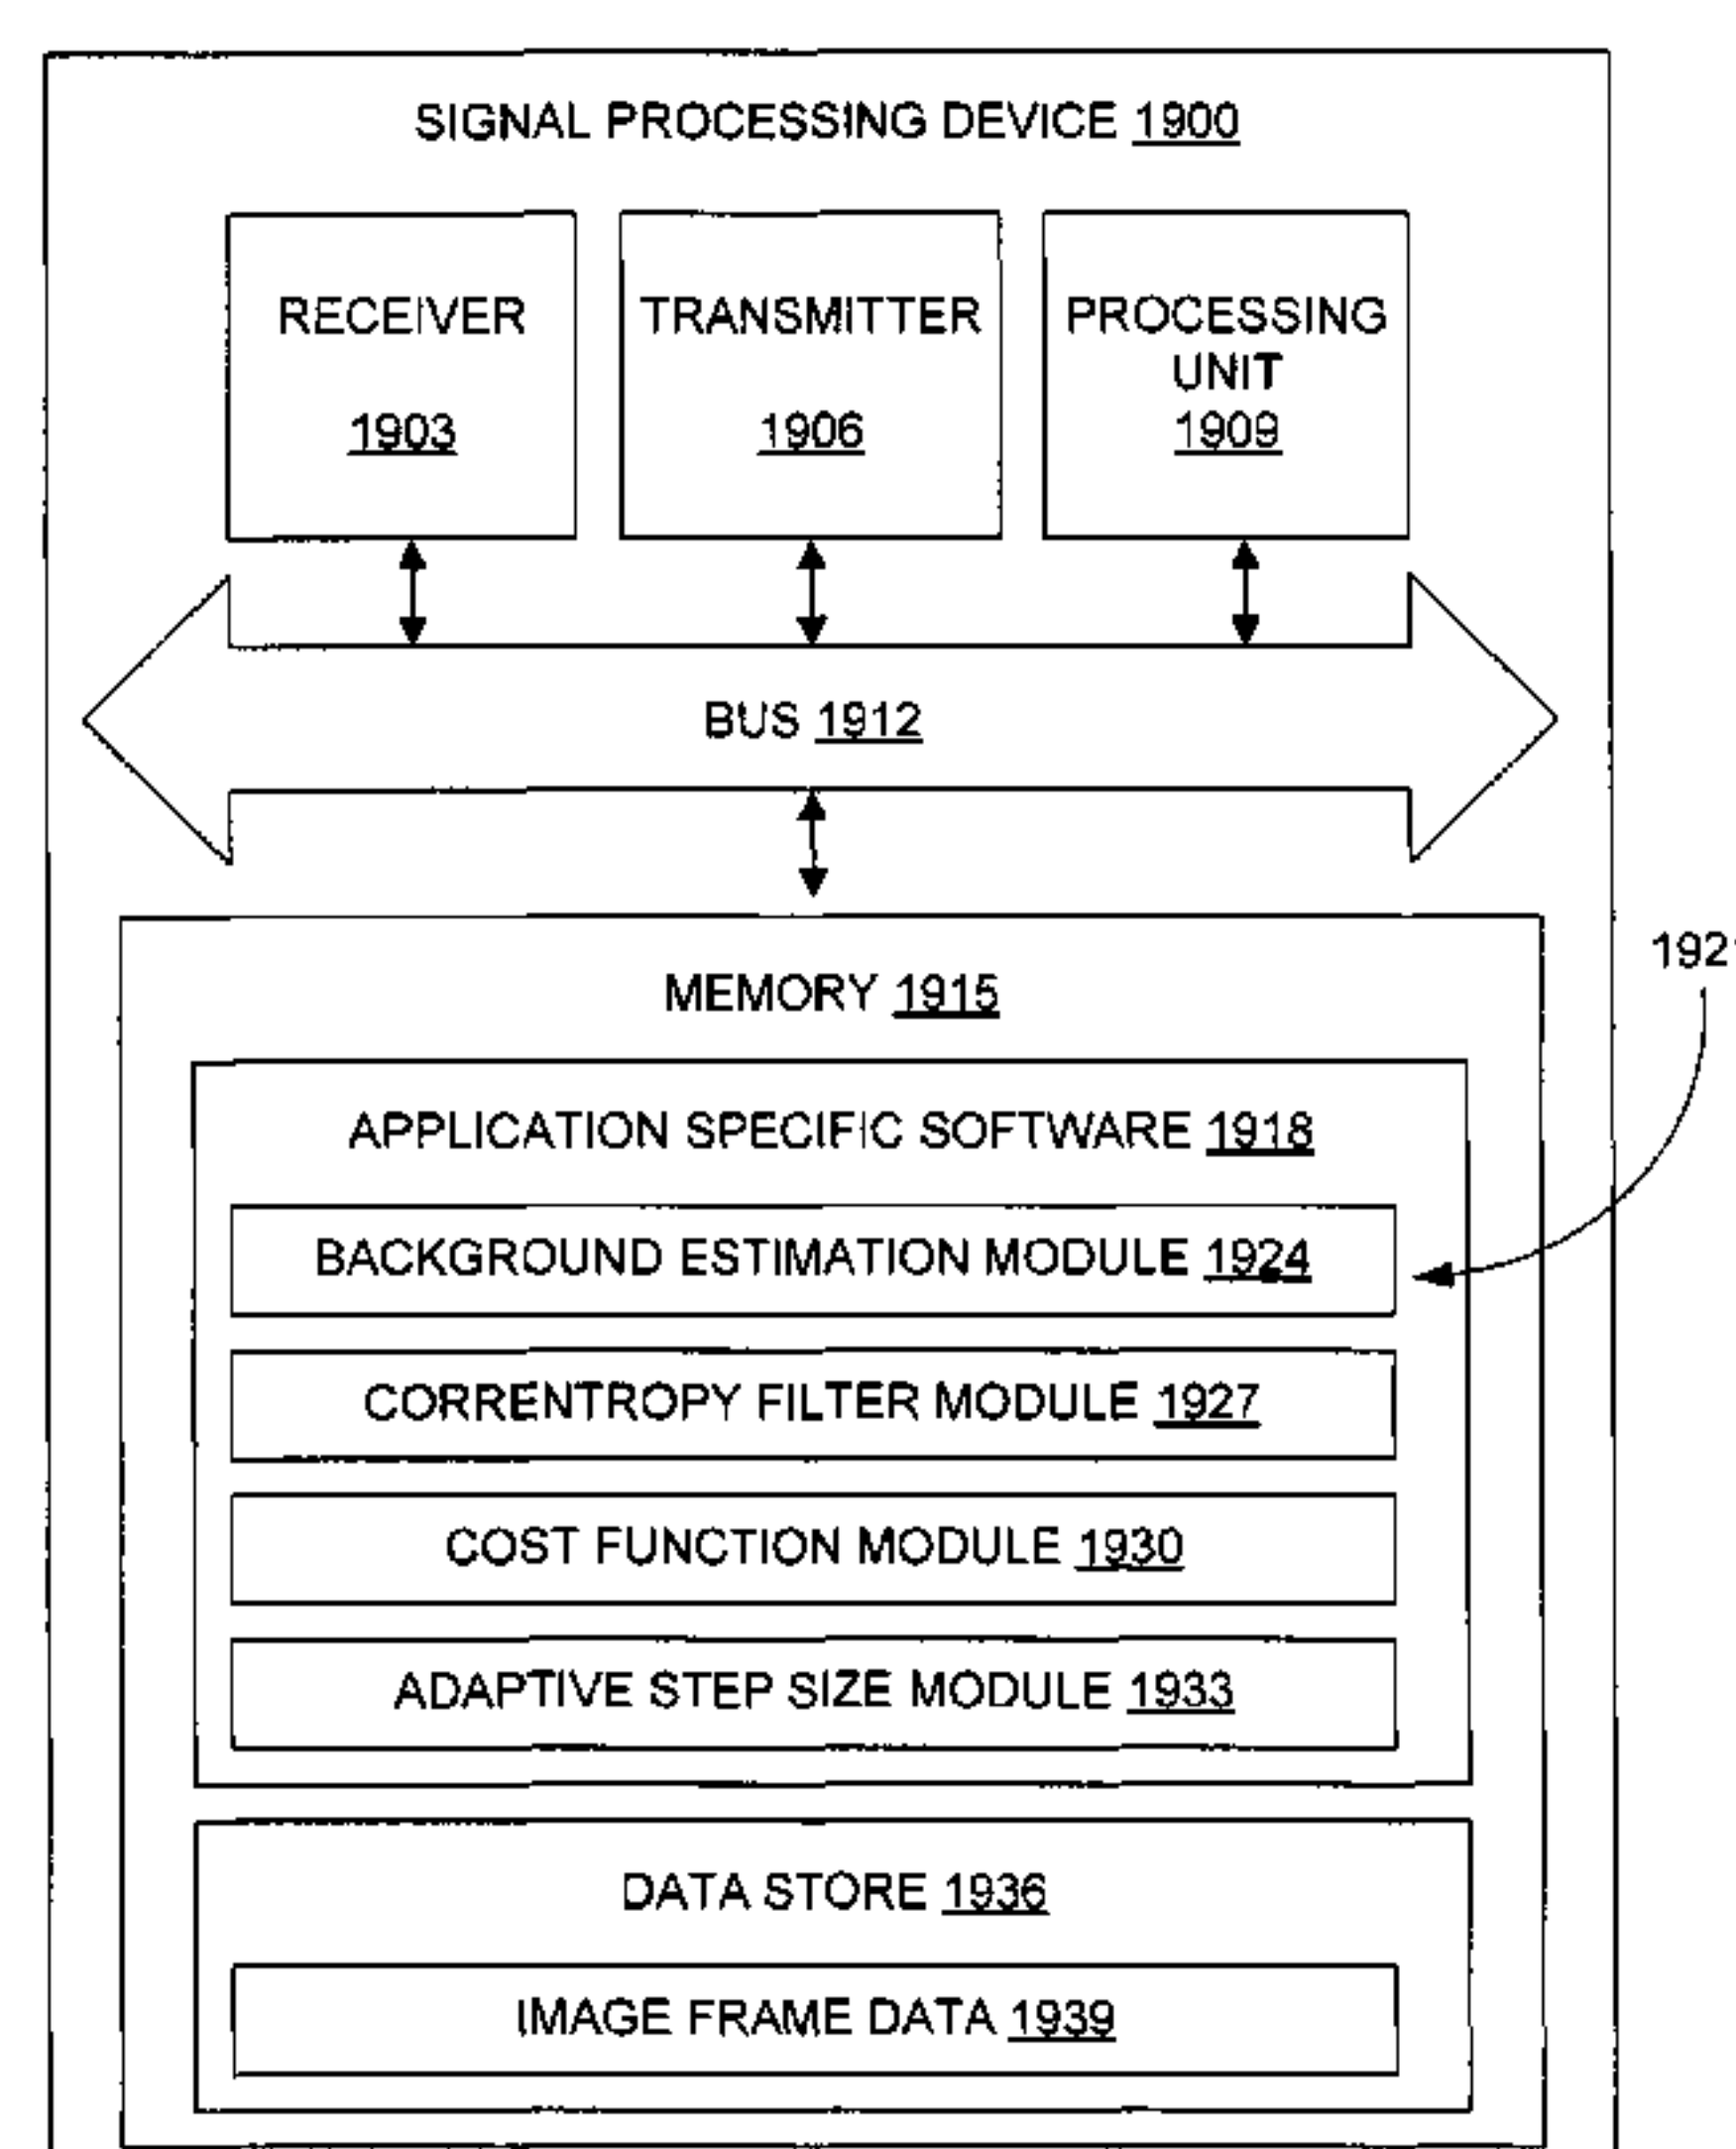 SIGNAL PROCESSING DEVICE 1900
RECEIVER
1903
TRANSMITTER
1906
PROCESSING
UNIT
1909
BUS 1912
MEMORY 1915
APPLICATION SPECIFIC SOFTWARE 1918
BACKGROUND ESTIMATION MODULE 1924
CORRENTROPY FILTER MODULE 1927
COST FUNCTION MODULE 1930
ADAPTIVE STEP SIZE MODULE 1933
DATA STORE 1936
IMAGE FRAME DATA 1939